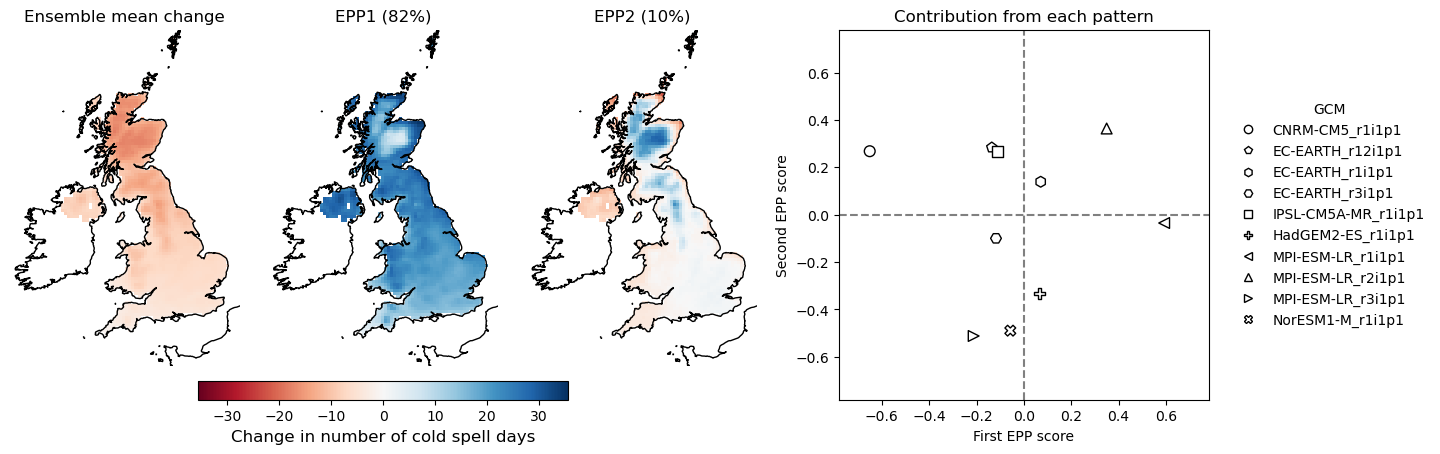 Ensemble mean change
EPP1 (82%)
EPP2 (10%)
−30 −20 −10 0 10 20 30
Change in number of cold spell days
Contribution from each pattern
Second EPP score
0.6
0.4
0.2
0.0
−0.2
−0.4
−0.6
−0.6 −0.4 −0.2 0.0 0.2 0.4 0.6
First EPP score
GCM
CNRM-CM5_r1i1p1
EC-EARTH_r12i1p1
EC-EARTH_r1i1p1
EC-EARTH_r3i1p1
IPSL-CM5A-MR_r1i1p1
HadGEM2-ES_r1i1p1
MPI-ESM-LR_r1i1p1
MPI-ESM-LR_r2i1p1
MPI-ESM-LR_r3i1p1
NorESM1-M_r1i1p1